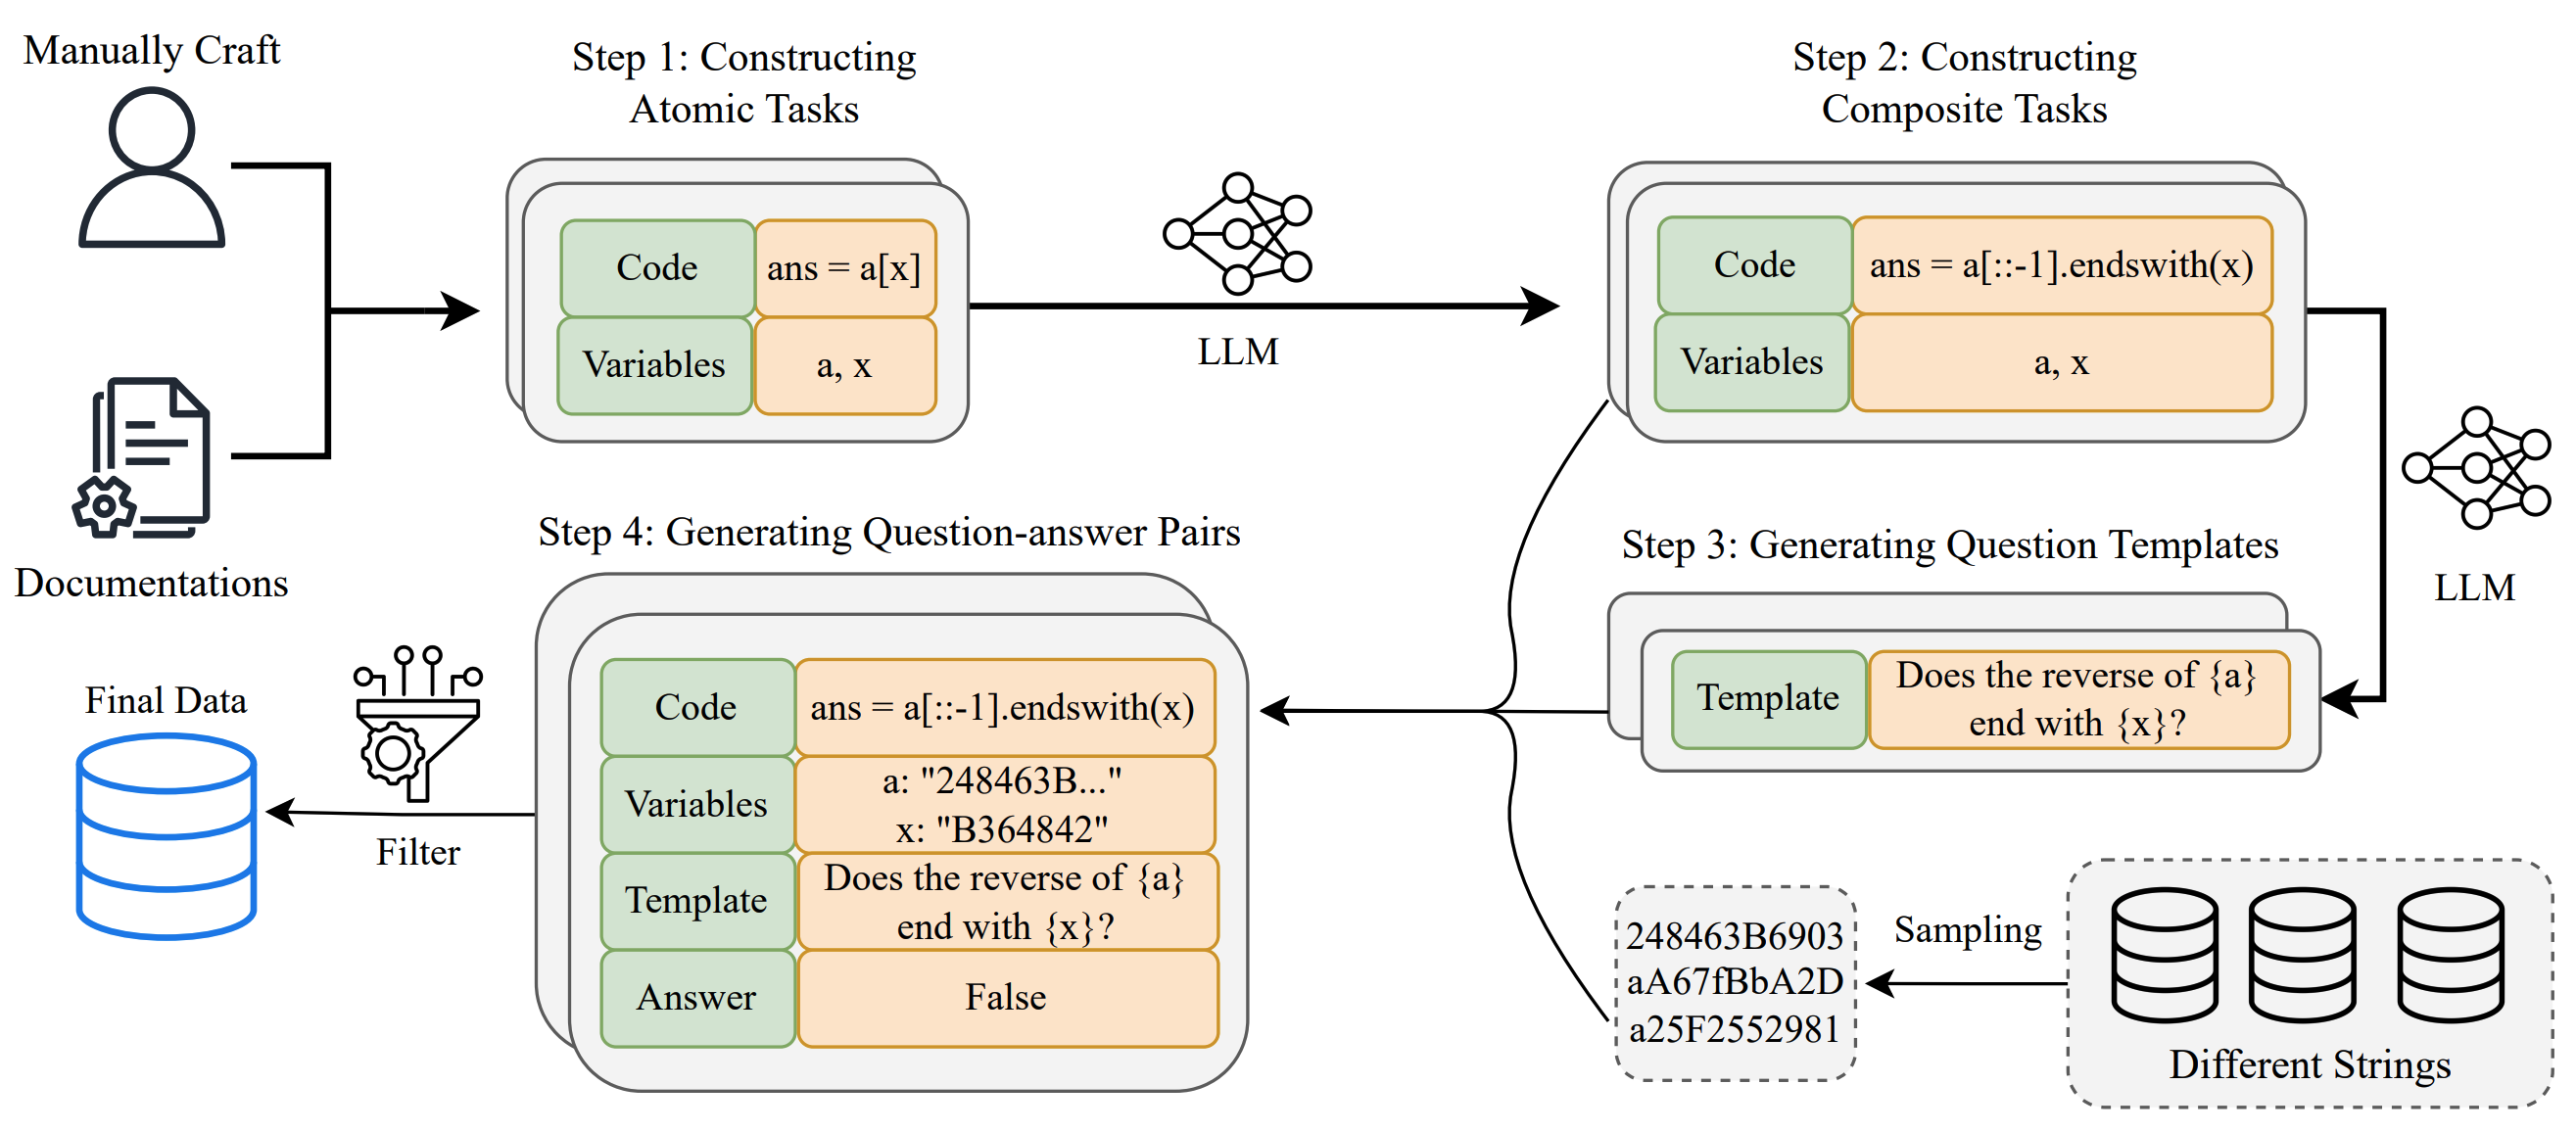 Manually Craft
Documentations
Step 1: Constructing
Atomic Tasks
Code
ans = a[x]
Variables
a, x
LLM
Step 2: Constructing
Composite Tasks
Code
ans = a[::-1].endswith(x)
Variables
a, x
LLM
Step 3: Generating Question Templates
Template
Does the reverse of {a}
end with {x}?
Different Strings
Sampling
248463B6903
aA67fBbA2D
a25F2552981
Step 4: Generating Question-answer Pairs
Code
ans = a[::-1].endswith(x)
Variables
a: "248463B..."
x: "B364842"
Template
Does the reverse of {a}
end with {x}?
Answer
False
Filter
Final Data